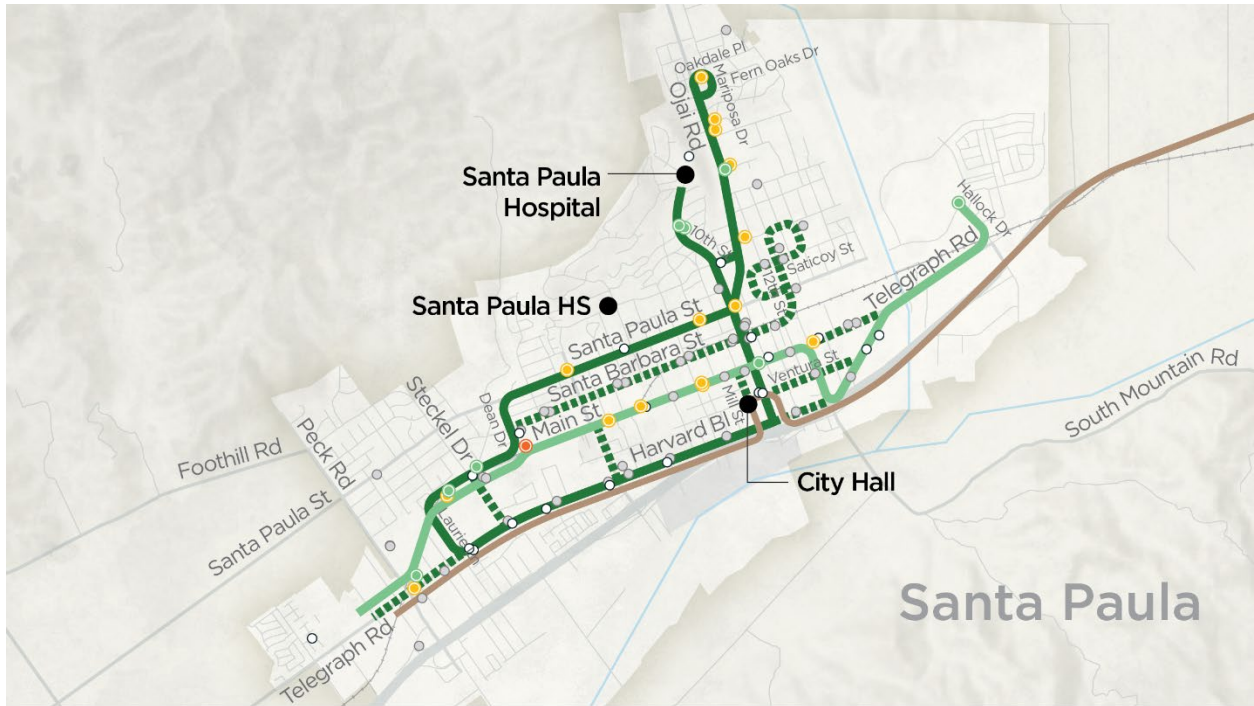 Oakdale Pl
Fern Oaks Dr
Mariposa Dr
Ojai Rd
Santa Paula
Hospital
10th St
Hallock Dr
Saticoy St
12th St
Telegraph Rd
Santa Paula HS
Santa Paula St
Santa Barbara St
Ventura St
South Mountain Rd
Steckel Dr
Dean Dr
Main St
Mill St
Peck Rd
Harvard Bl
Foothill Rd
City Hall
Santa Paula St
Santa Paula
Telegraph Rd